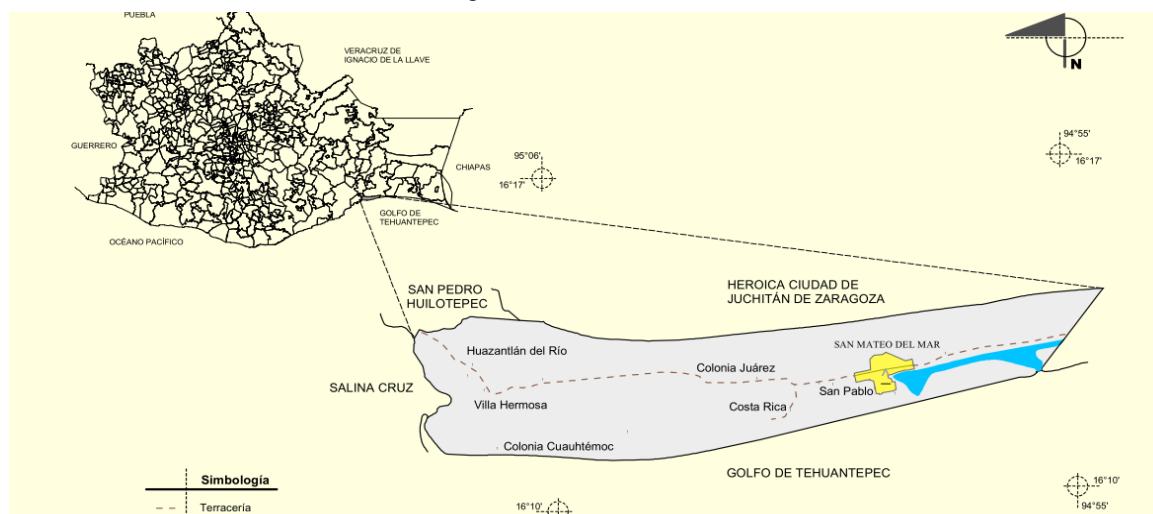 PUEBLA
VERACRUZ DE
IGNACIO DE LA LLAVE
N
GUERRERO
CHIAPAS
95°06'
16°17'
94°55'
16°17'
GOLFO DE
TEHUANTEPEC
OCÉANO PACÍFICO
SAN PEDRO
HUILOTEPEC
HEROICA CIUDAD DE
JUCHITÁN DE ZARAGOZA
Huazantlán del Río
SAN MATEO DEL MAR
Colonia Juárez
SALINA CRUZ
San Pablo
Villa Hermosa
Costa Rica
Colonia Cuauhtémoc
GOLFO DE TEHUANTEPEC
Simbología
Terracería
16°10'
16°10'
94°55'